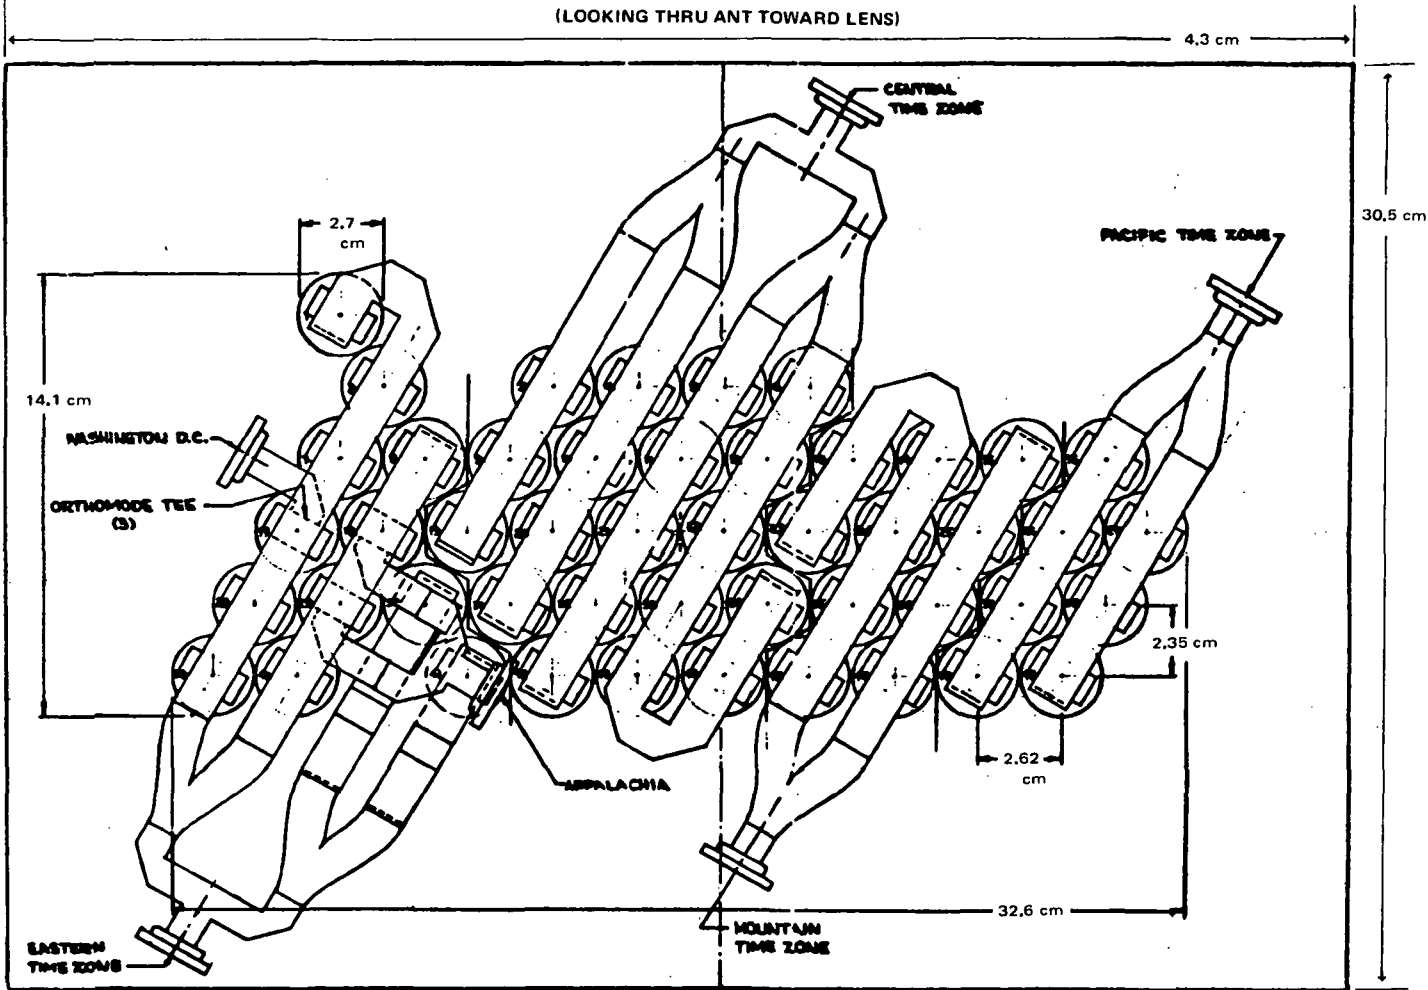 (LOOKING THRU ANT TOWARD LENS)
4.3 cm
CENTRAL
TIME ZONE
30.5 cm
2.7
cm
PACIFIC TIME ZONE
14.1 cm
WASHINGTON D.C.
ORTHOMODE TEE
(3)
2.35 cm
2.62
cm
APPALACHIA
32.6 cm
MOUNTAIN
TIME ZONE
EASTERN
TIME ZONE